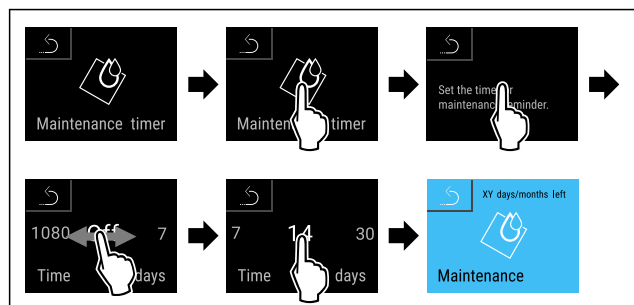 Maintenance timer
Mainten timer
Set the time r
maintenance minder.
1080 Off 7
Time days
7 14 30
Time days
XY days/months left
Maintenance